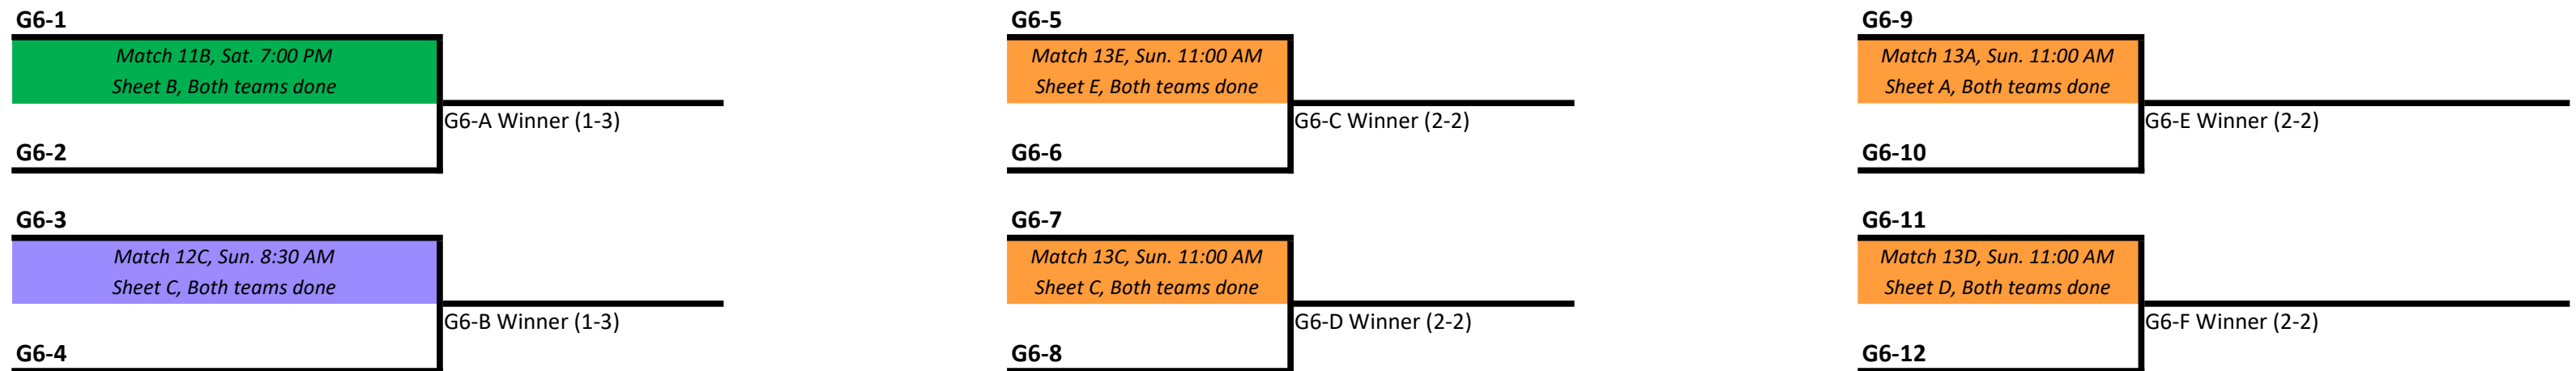 G6-1
Match 11B, Sat. 7:00 PM
Sheet B, Both teams done
G6-A Winner (1-3)
G6-2
G6-3
Match 12C, Sun. 8:30 AM
Sheet C, Both teams done
G6-B Winner (1-3)
G6-4
G6-5
Match 13E, Sun. 11:00 AM
Sheet E, Both teams done
G6-C Winner (2-2)
G6-6
G6-7
Match 13C, Sun. 11:00 AM
Sheet C, Both teams done
G6-D Winner (2-2)
G6-8
G6-9
Match 13A, Sun. 11:00 AM
Sheet A, Both teams done
G6-E Winner (2-2)
G6-10
G6-11
Match 13D, Sun. 11:00 AM
Sheet D, Both teams done
G6-F Winner (2-2)
G6-12